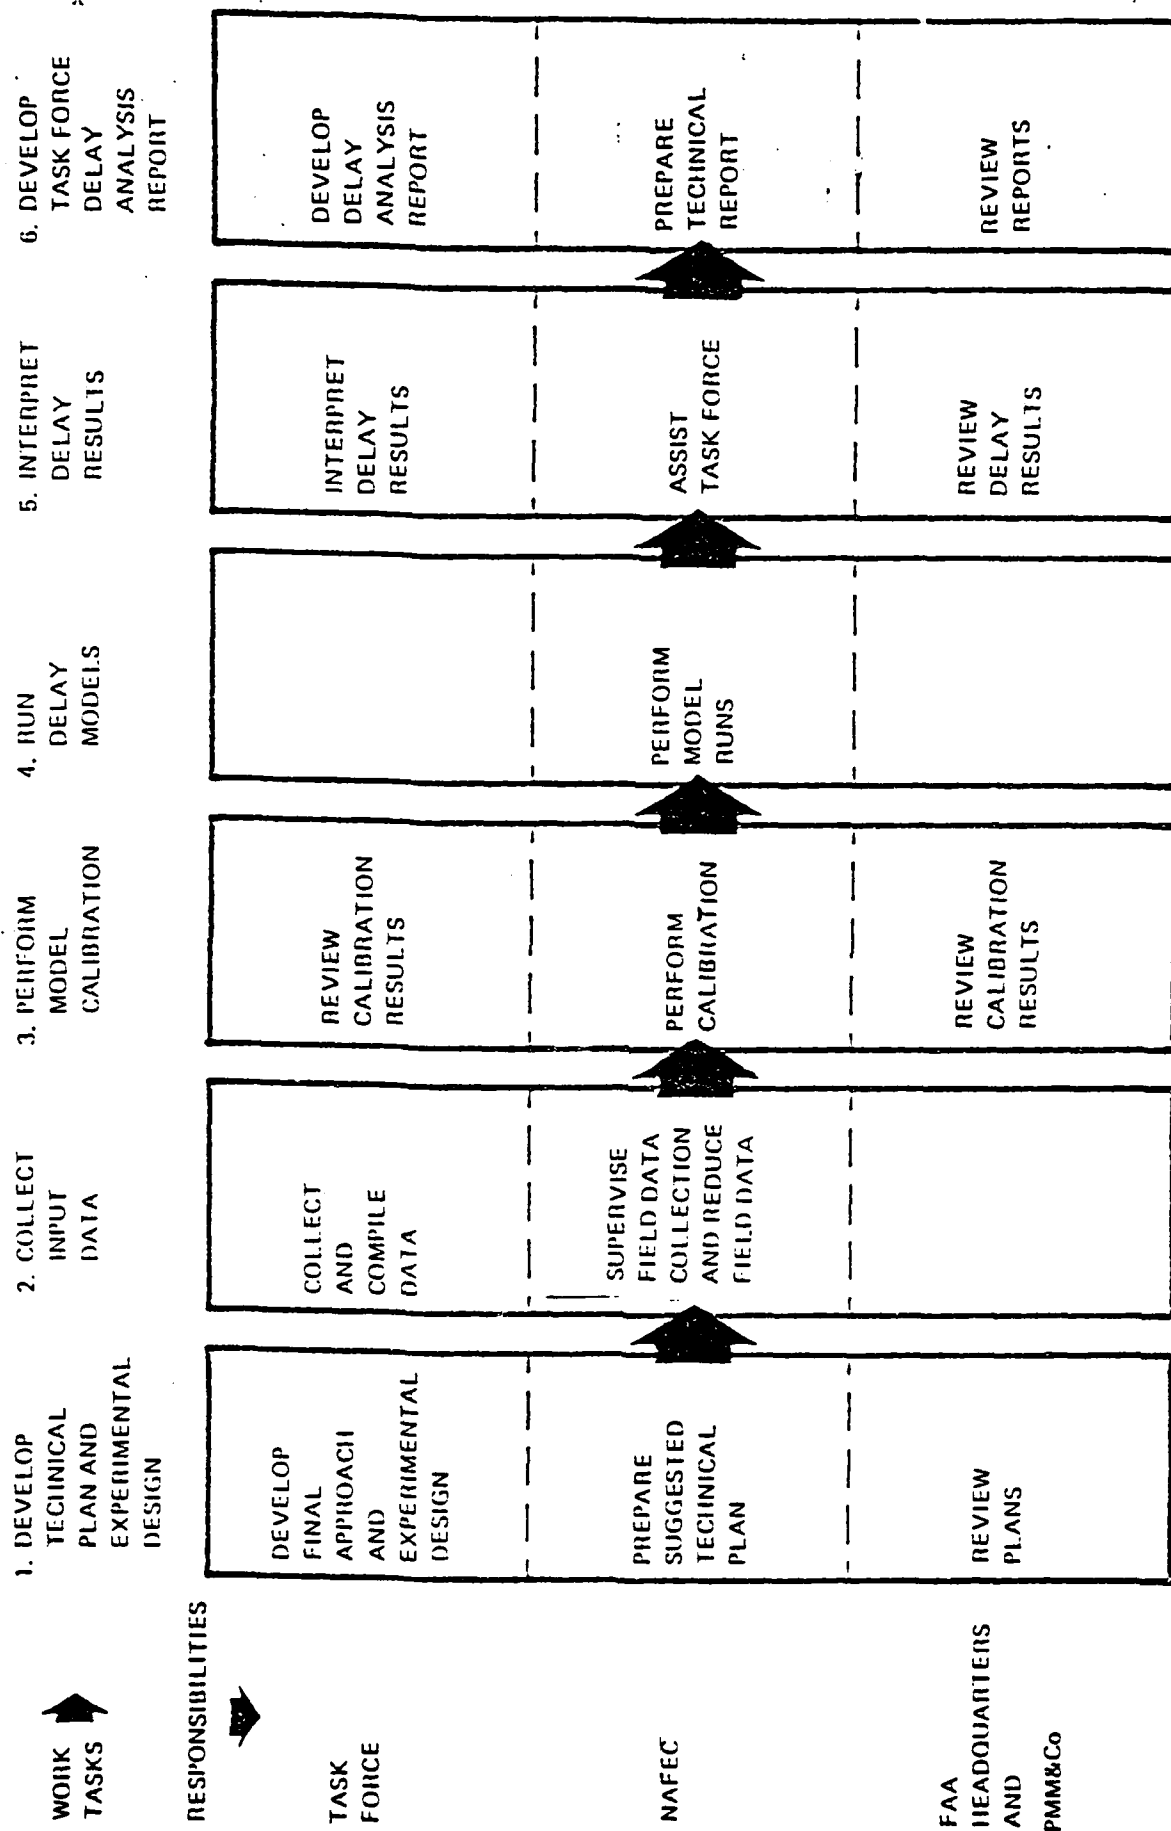 WORK
TASKS
1. DEVELOP
TECHNICAL
PLAN AND
EXPERIMENTAL
DESIGN
2. COLLECT
INPUT
DATA
3. PERFORM
MODEL
CALIBRATION
4. RUN
DELAY
MODELS
5. INTERPRET
DELAY
RESULTS
6. DEVELOP
TASK FORCE
DELAY
ANALYSIS
REPORT
RESPONSIBILITIES
TASK
FORCE
DEVELOP
FINAL
APPROACH
AND
EXPERIMENTAL
DESIGN
COLLECT
AND
COMPILE
DATA
REVIEW
CALIBRATION
RESULTS
INTERPRET
DELAY
RESULTS
DEVELOP
DELAY
ANALYSIS
REPORT
NAFEC
PREPARE
SUGGESTED
TECHNICAL
PLAN
SUPERVISE
FIELD DATA
COLLECTION
AND REDUCE
FIELD DATA
PERFORM
CALIBRATION
PERFORM
MODEL
RUNS
ASSIST
TASK FORCE
PREPARE
TECHNICAL
REPORT
FAA
HEADQUARTERS
AND
PMM&Co
REVIEW
PLANS
REVIEW
CALIBRATION
RESULTS
REVIEW
DELAY
RESULTS
REVIEW
REPORTS